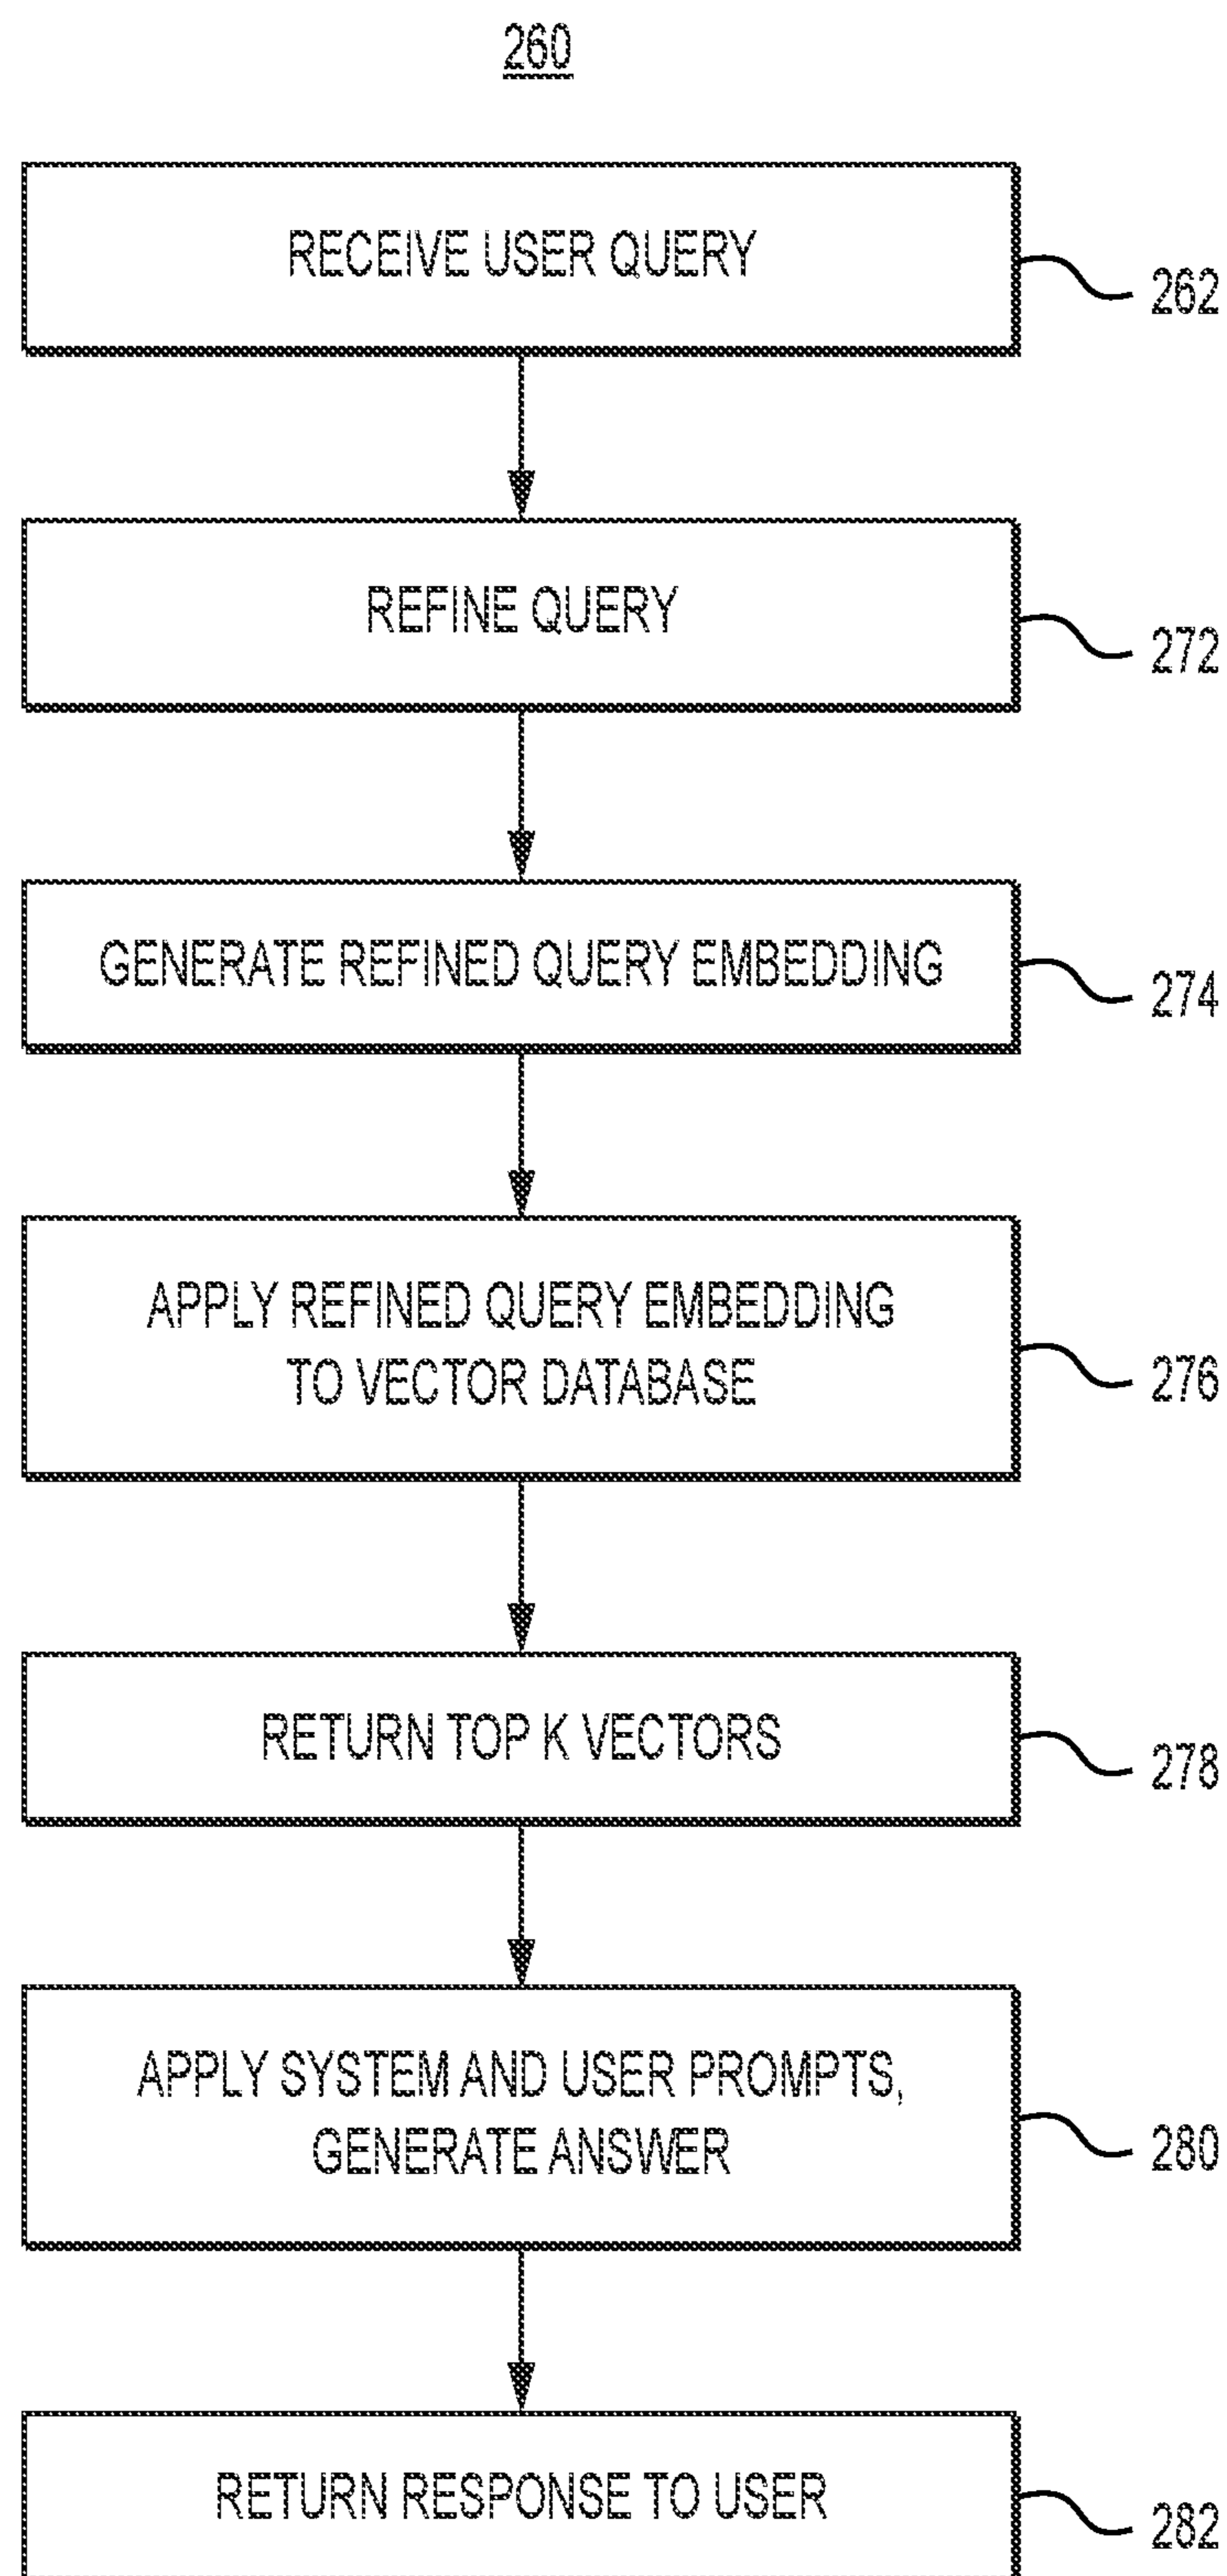 260
RECEIVE USER QUERY
262
REFINE QUERY
272
GENERATE REFINED QUERY EMBEDDING
274
APPLY REFINED QUERY EMBEDDING
TO VECTOR DATABASE
276
RETURN TOP K VECTORS
278
APPLY SYSTEM AND USER PROMPTS,
GENERATE ANSWER
280
RETURN RESPONSE TO USER
282